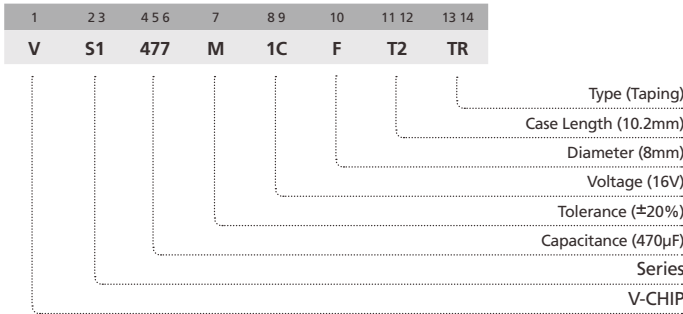 1 2 3 4 5 6 7 8 9 10 11 12 13 14
V S1 477 M 1C F T2 TR
Type (Taping)
Case Length (10.2mm)
Diameter (8mm)
Voltage (16V)
Tolerance (±20%)
Capacitance (470µF)
Series
V-CHIP